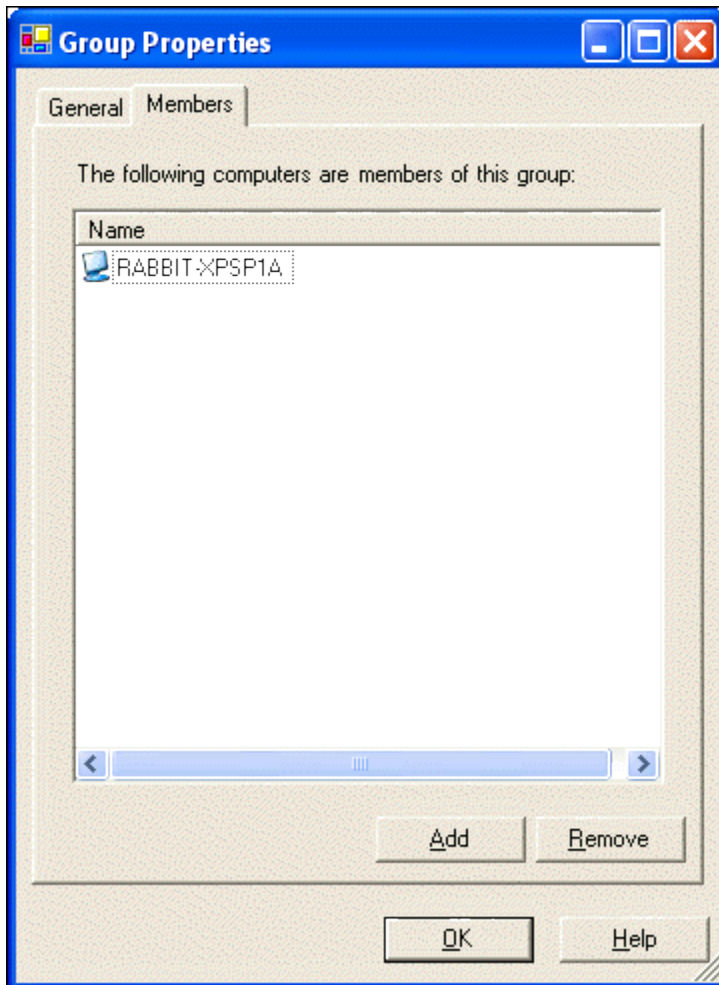 Group Properties
General Members
The following computers are members of this group:
Name
RABBIT-XPSP1A
Add Remove
OK Help